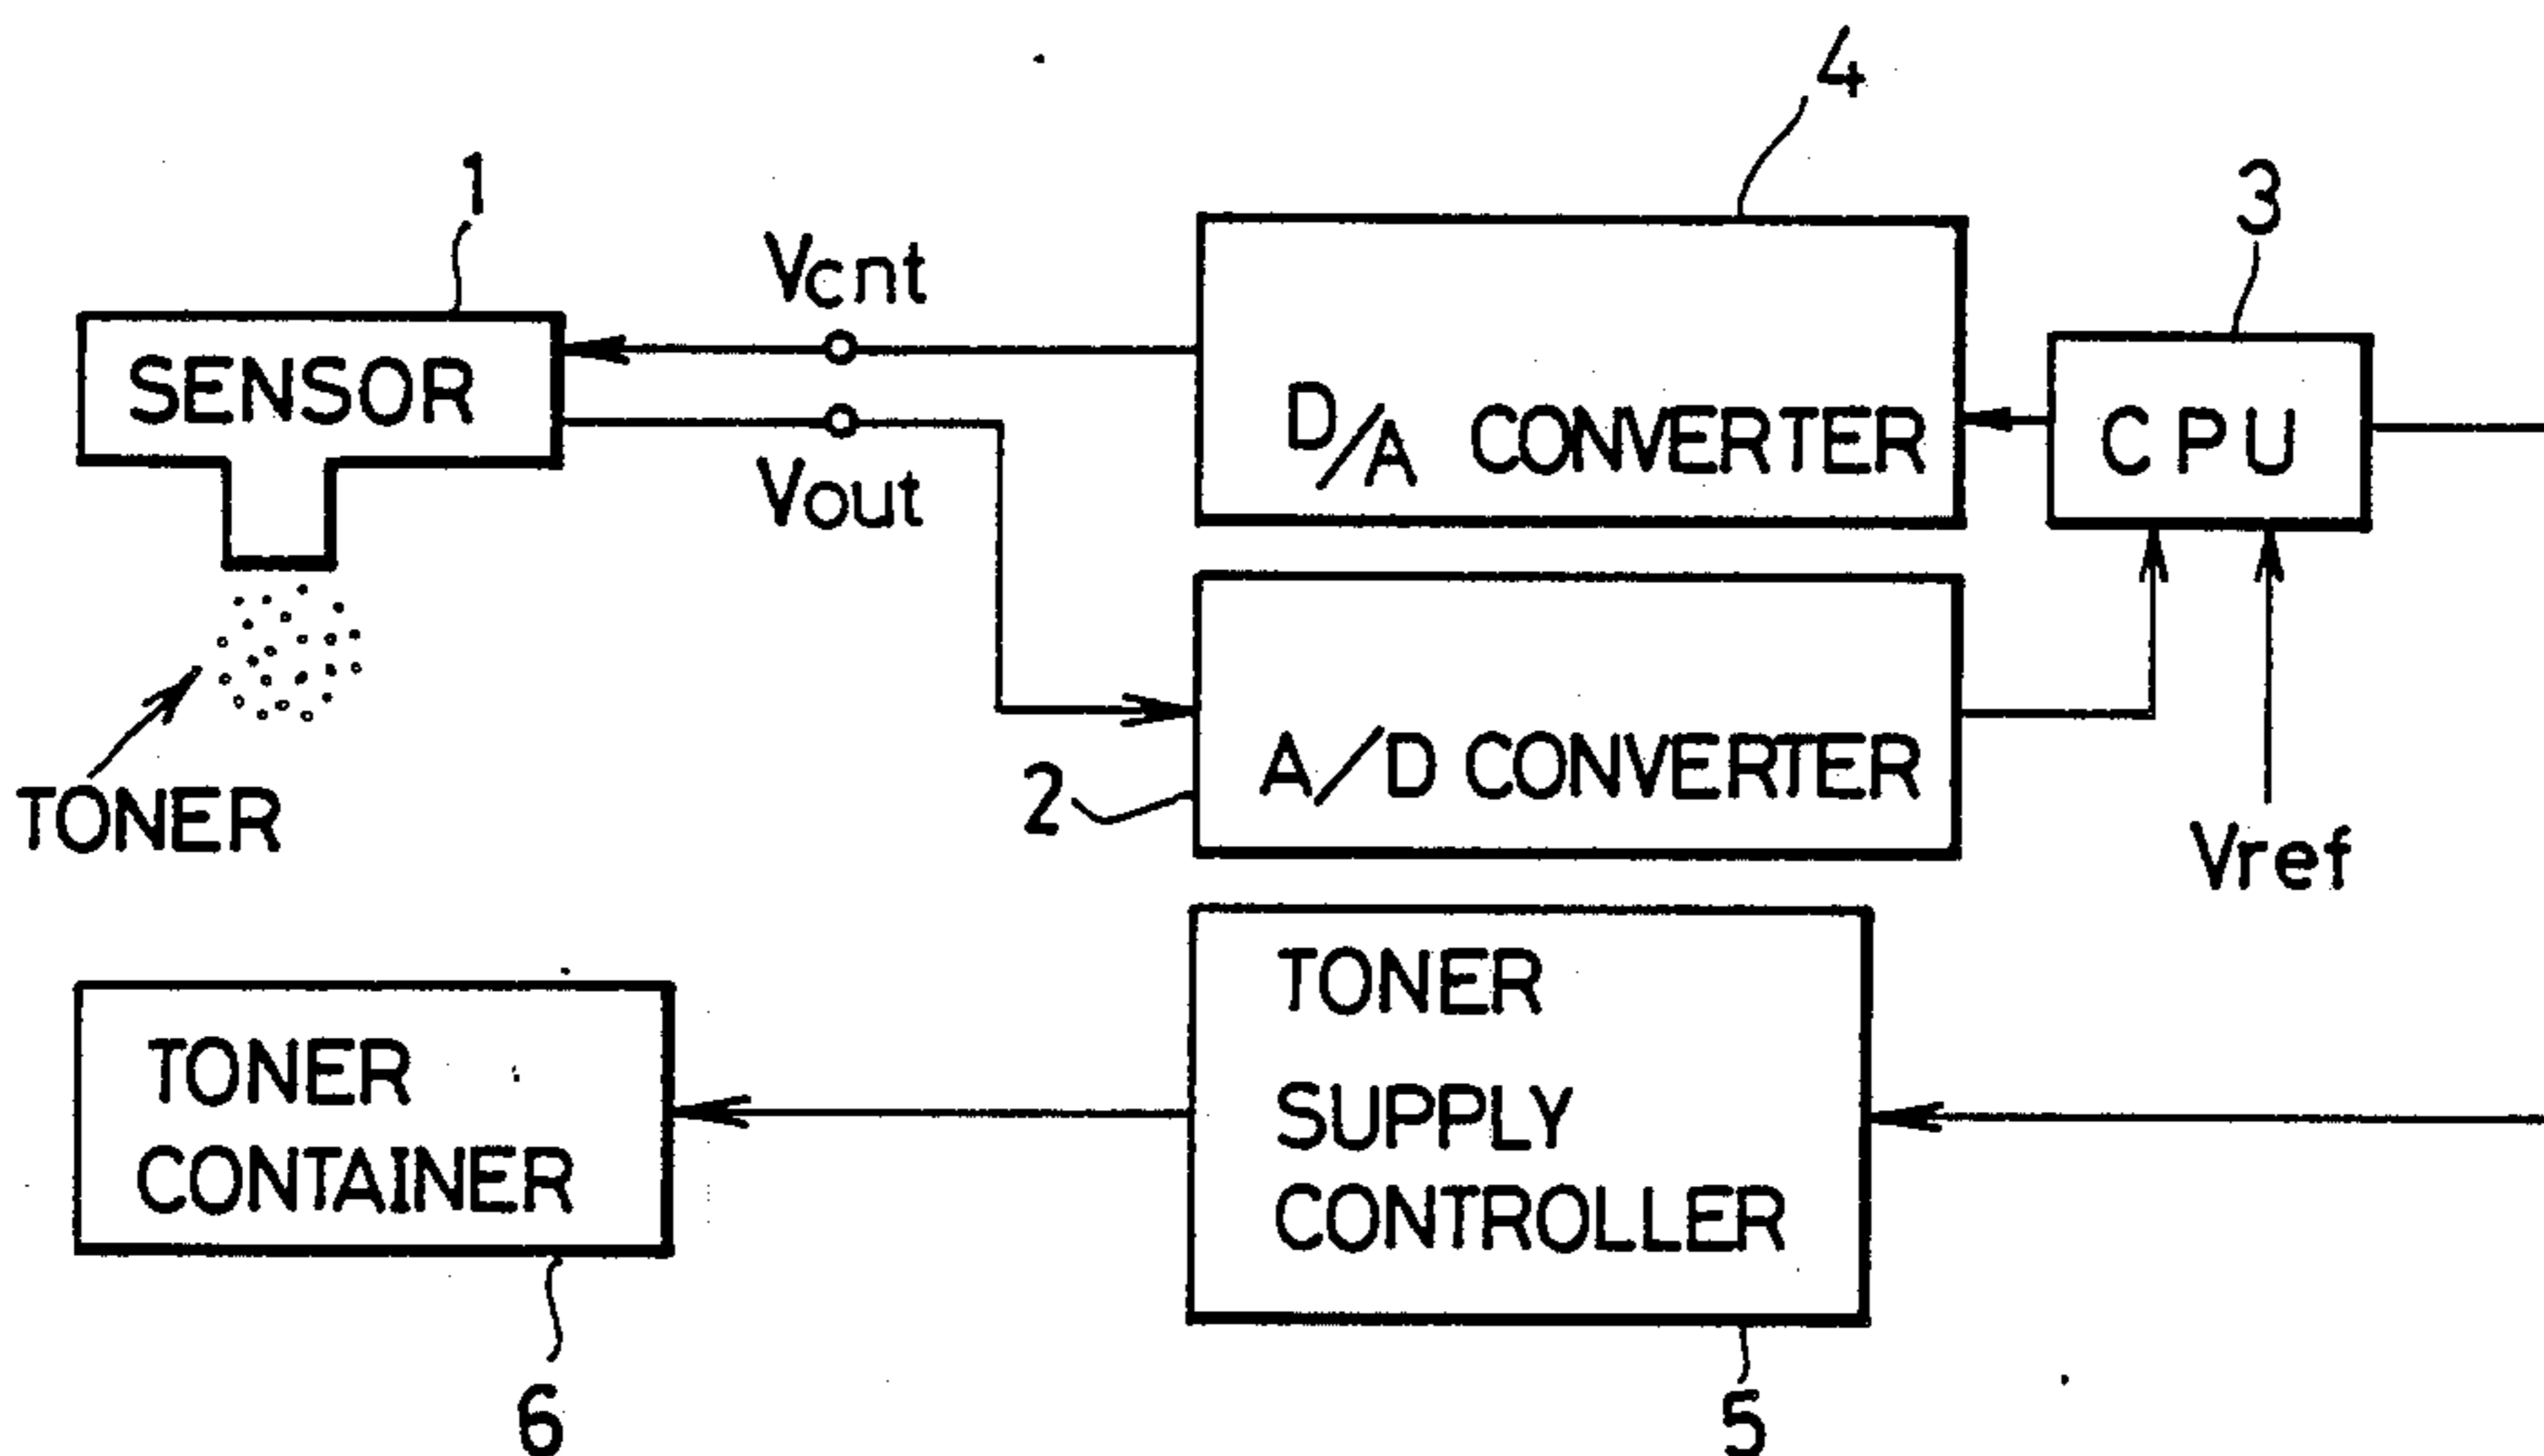 4
1
3
Vcnt
SENSOR
D/A CONVERTER
CPU
Vout
A/D CONVERTER
2
TONER
Vref
TONER
SUPPLY
CONTROLLER
TONER
CONTAINER
6
5